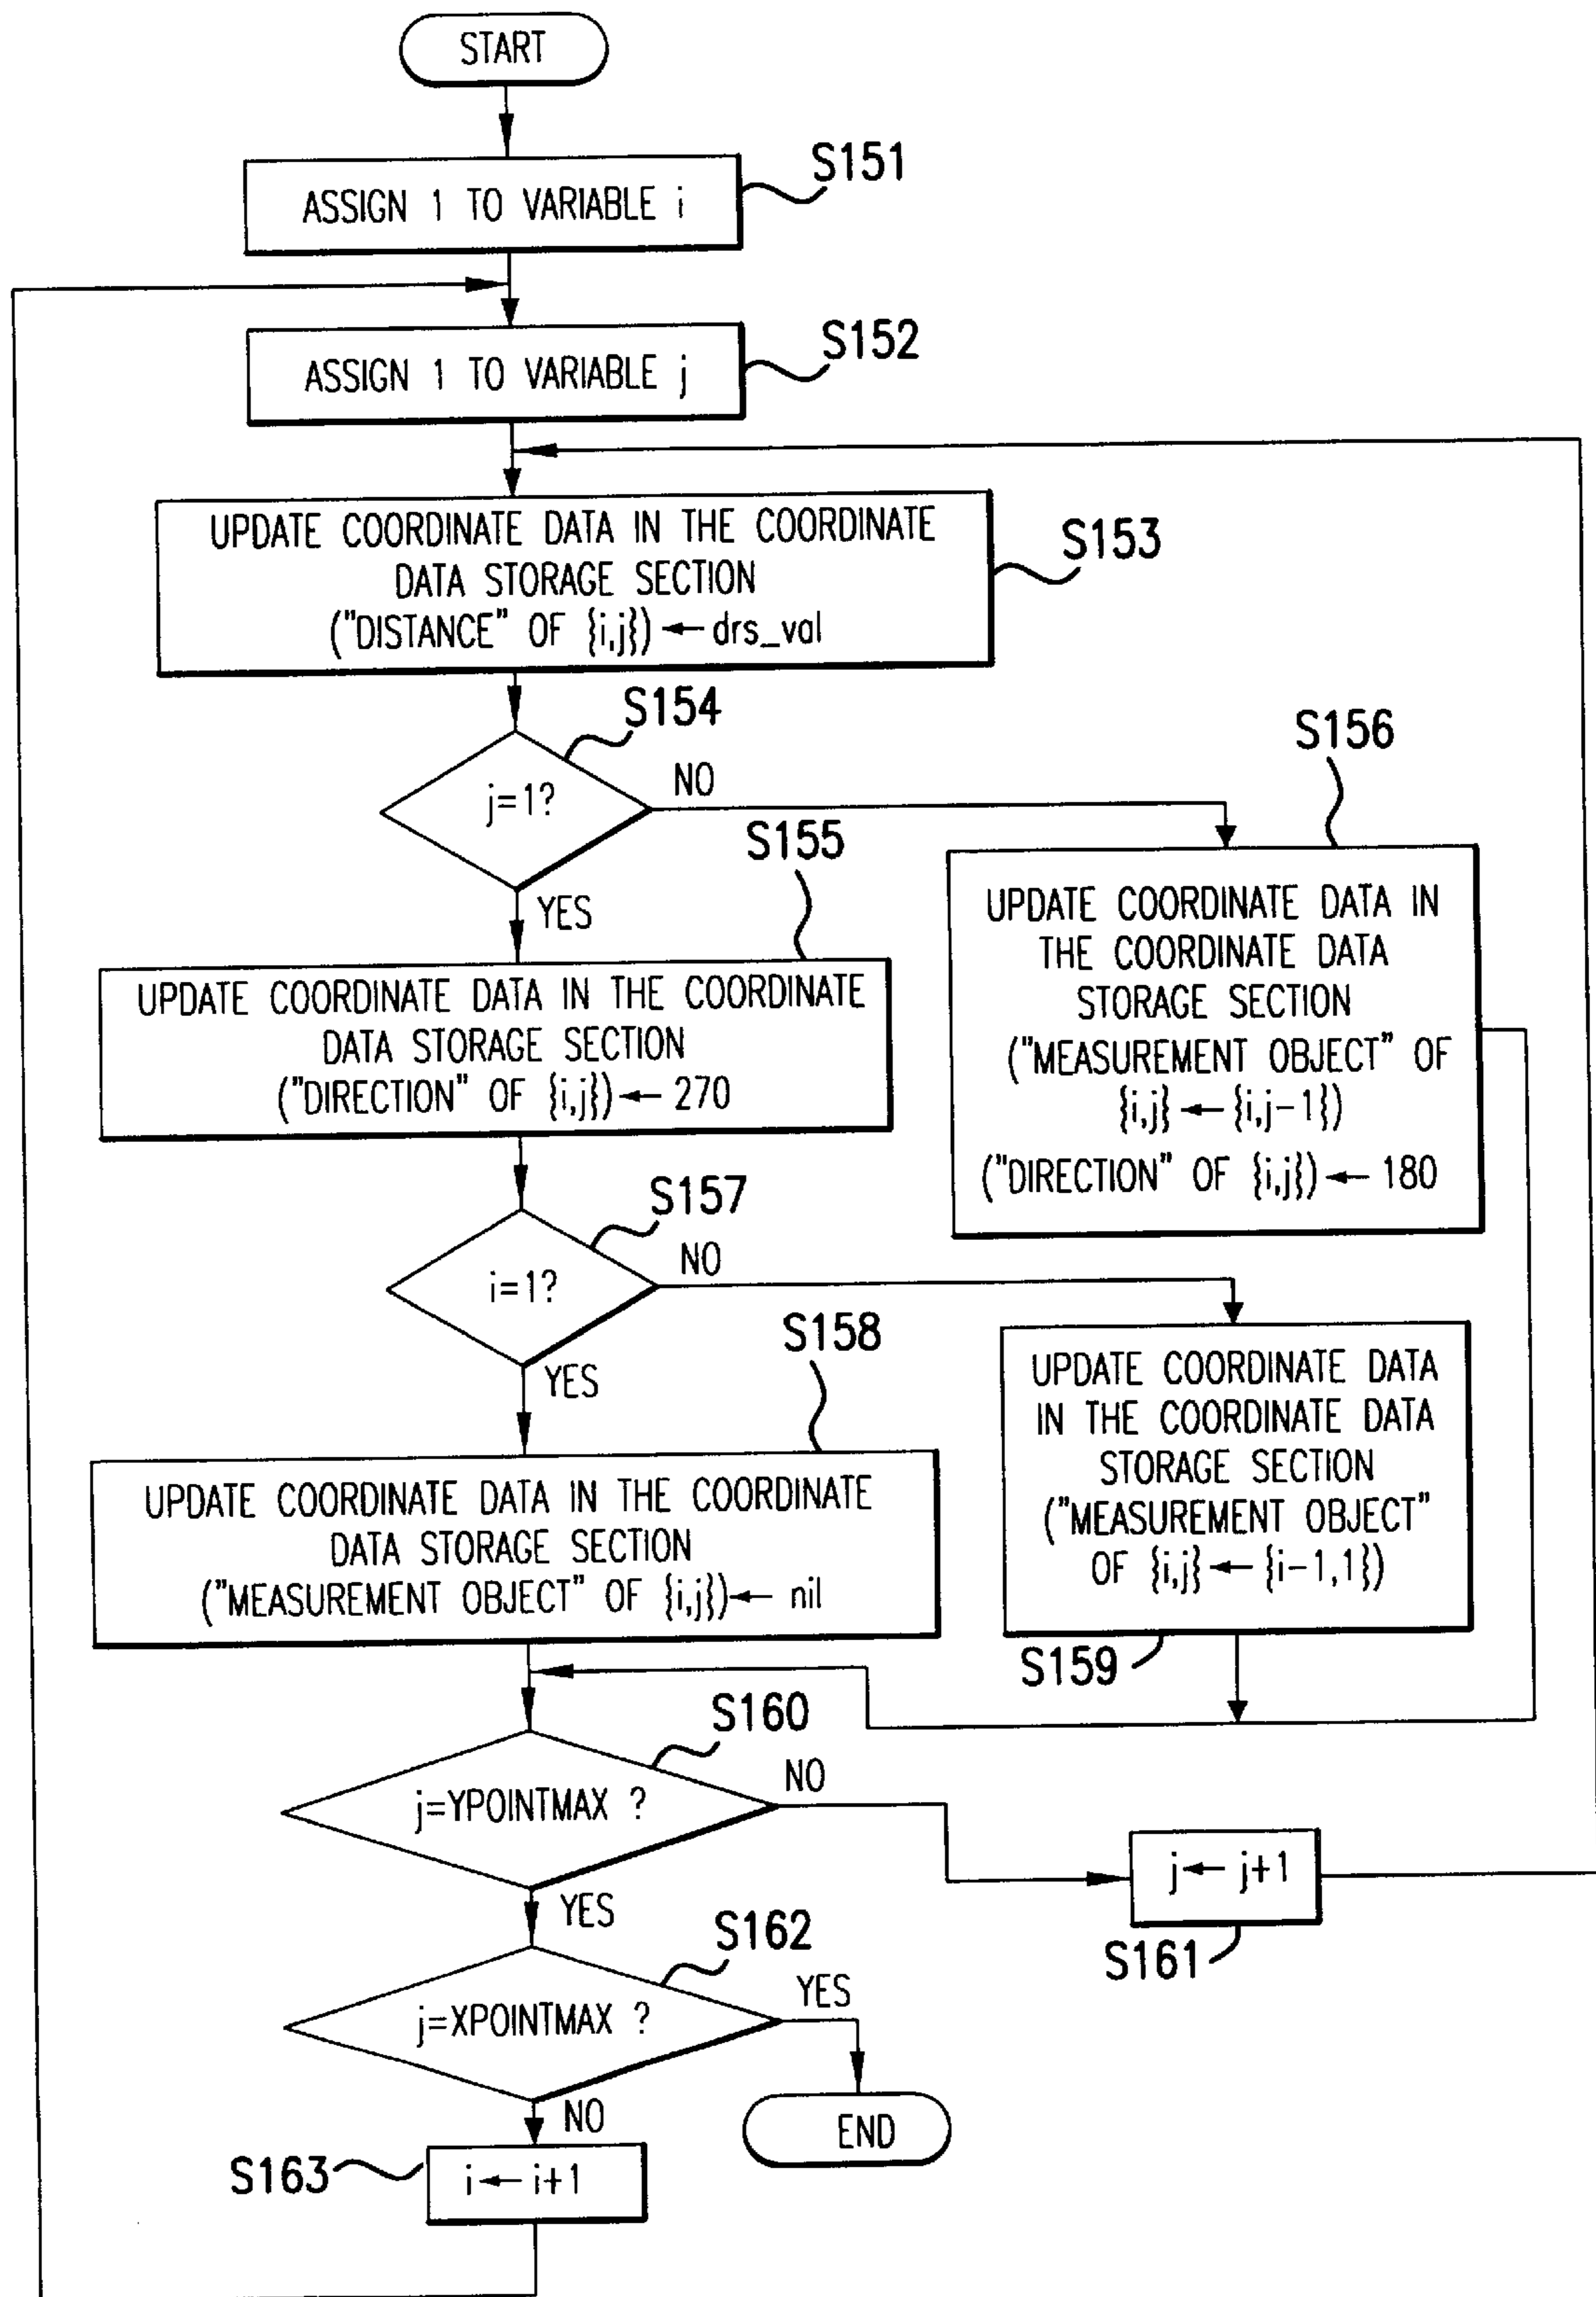 START
S151
ASSIGN 1 TO VARIABLE i
S152
ASSIGN 1 TO VARIABLE j
S153
UPDATE COORDINATE DATA IN THE COORDINATE
DATA STORAGE SECTION
("DISTANCE" OF {i,j}) ← drs_val
S154
j=1?
NO
YES
S156
UPDATE COORDINATE DATA IN
THE COORDINATE DATA
STORAGE SECTION
("MEASUREMENT OBJECT" OF
{i,j} ← {i,j-1})
("DIRECTION" OF {i,j}) ← 180
S155
UPDATE COORDINATE DATA IN THE COORDINATE
DATA STORAGE SECTION
("DIRECTION" OF {i,j}) ← 270
S157
i=1?
NO
YES
S158
UPDATE COORDINATE DATA IN THE COORDINATE
DATA STORAGE SECTION
("MEASUREMENT OBJECT" OF {i,j}) ← nil
UPDATE COORDINATE DATA
IN THE COORDINATE DATA
STORAGE SECTION
("MEASUREMENT OBJECT"
OF {i,j} ← {i-1,1})
S159
S160
j=YPOINTMAX ?
NO
YES
j ← j+1
S161
S162
j=XPOINTMAX ?
YES
NO
END
S163
i ← i+1